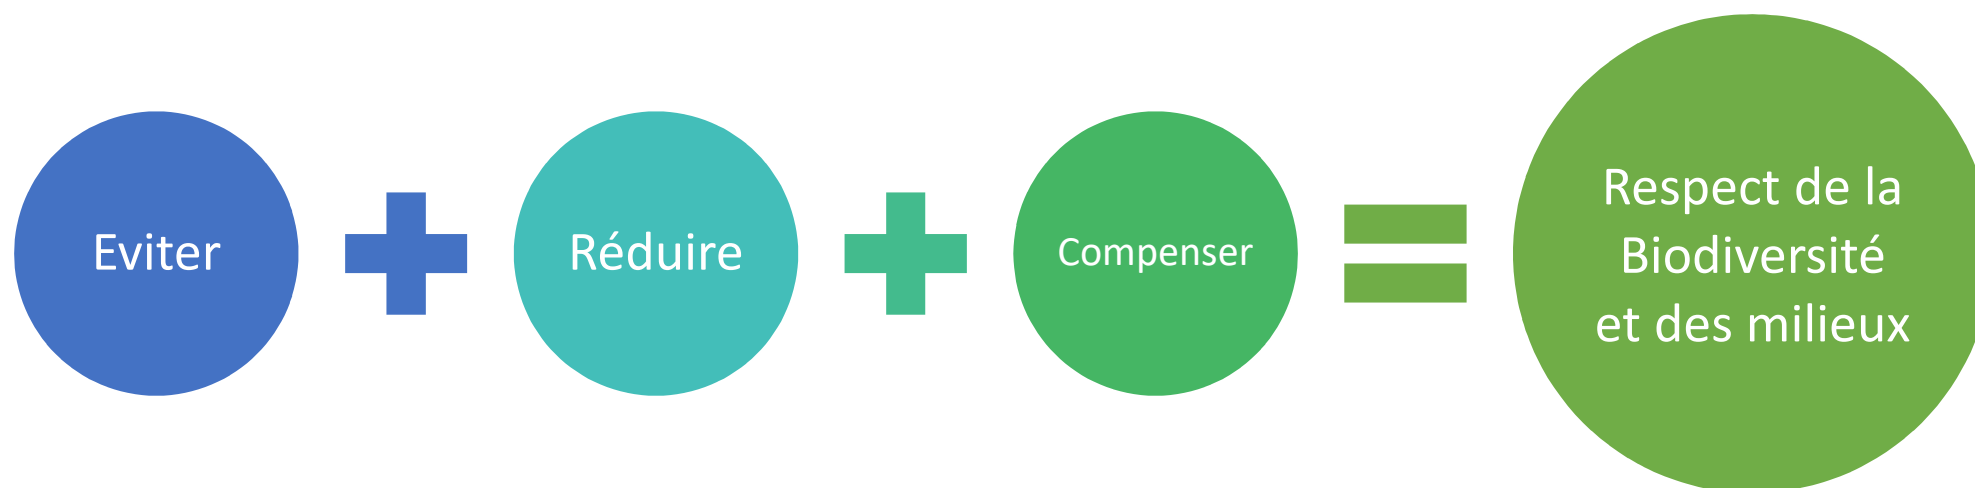 Eviter
Réduire
Compenser
Respect de la
Biodiversité
et des milieux